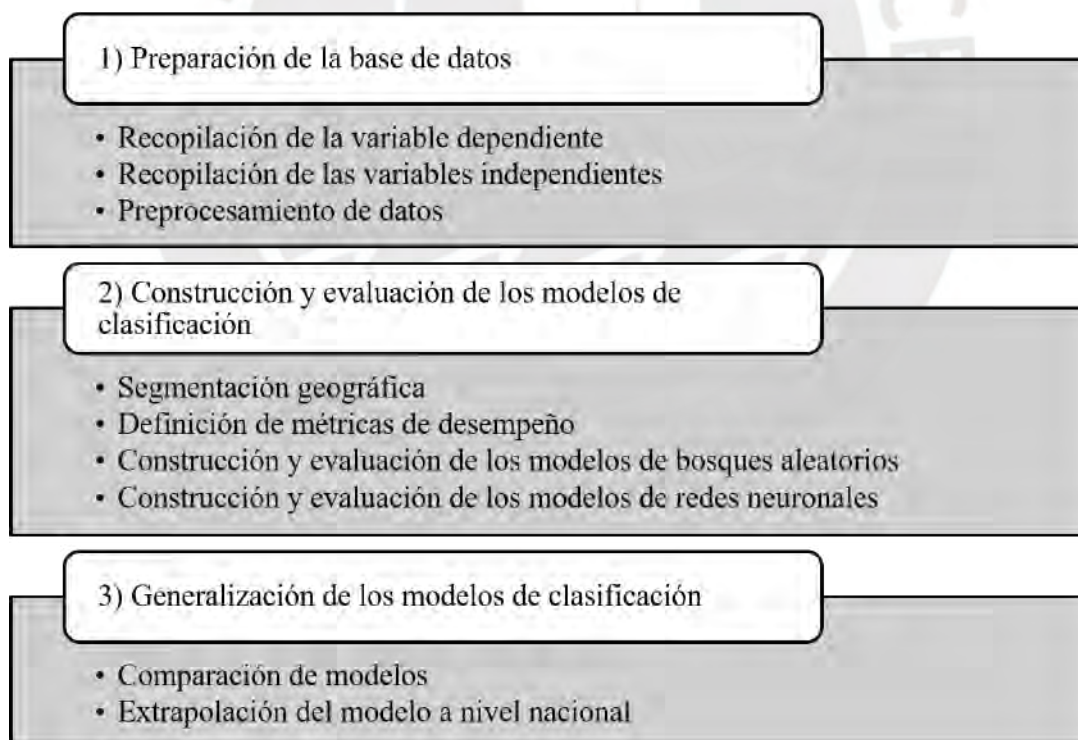 1) Preparación de la base de datos
• Recopilación de la variable dependiente
• Recopilación de las variables independientes
• Preprocesamiento de datos
2) Construcción y evaluación de los modelos de
clasificación
• Segmentación geográfica
• Definición de métricas de desempeño
• Construcción y evaluación de los modelos de bosques aleatorios
• Construcción y evaluación de los modelos de redes neuronales
3) Generalización de los modelos de clasificación
• Comparación de modelos
• Extrapolación del modelo a nivel nacional